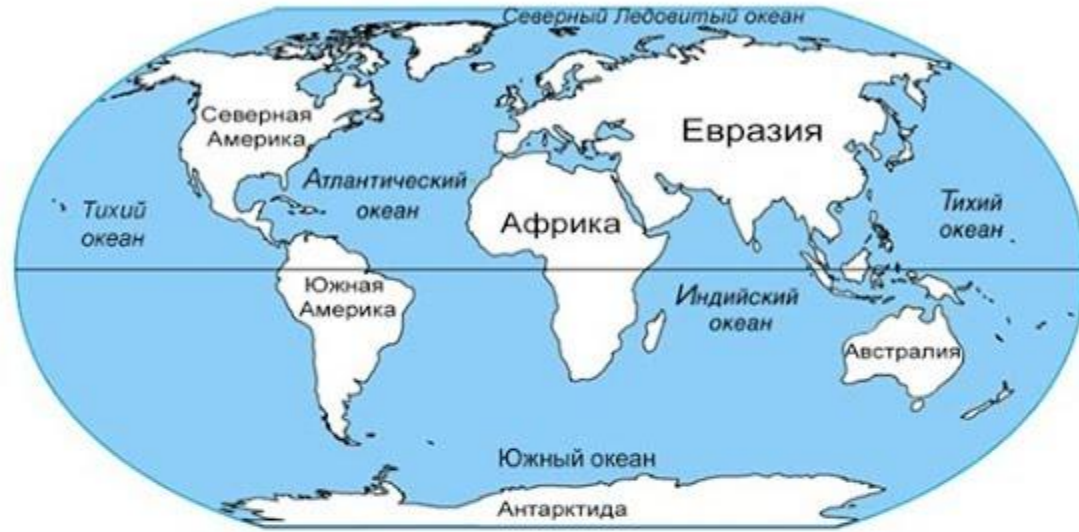 Северный Ледовитый океан
Северная
Америка
Евразия
Атлантический
океан
Тихий
океан
Африка
Тихий
океан
Южная
Америка
Индийский
океан
Австралия
Южный океан
Антарктида